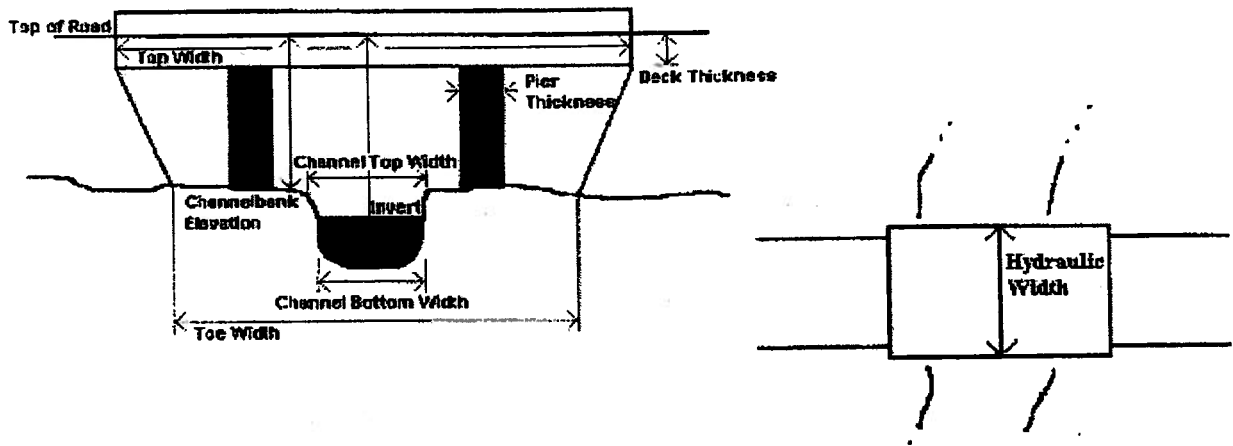 Top of Road
Top Width
Deck Thickness
Pier
Thickness
Channel Top Width
Channelbank
Elevation
Invert
Channel Bottom Width
Toe Width
Hydraulic
Width